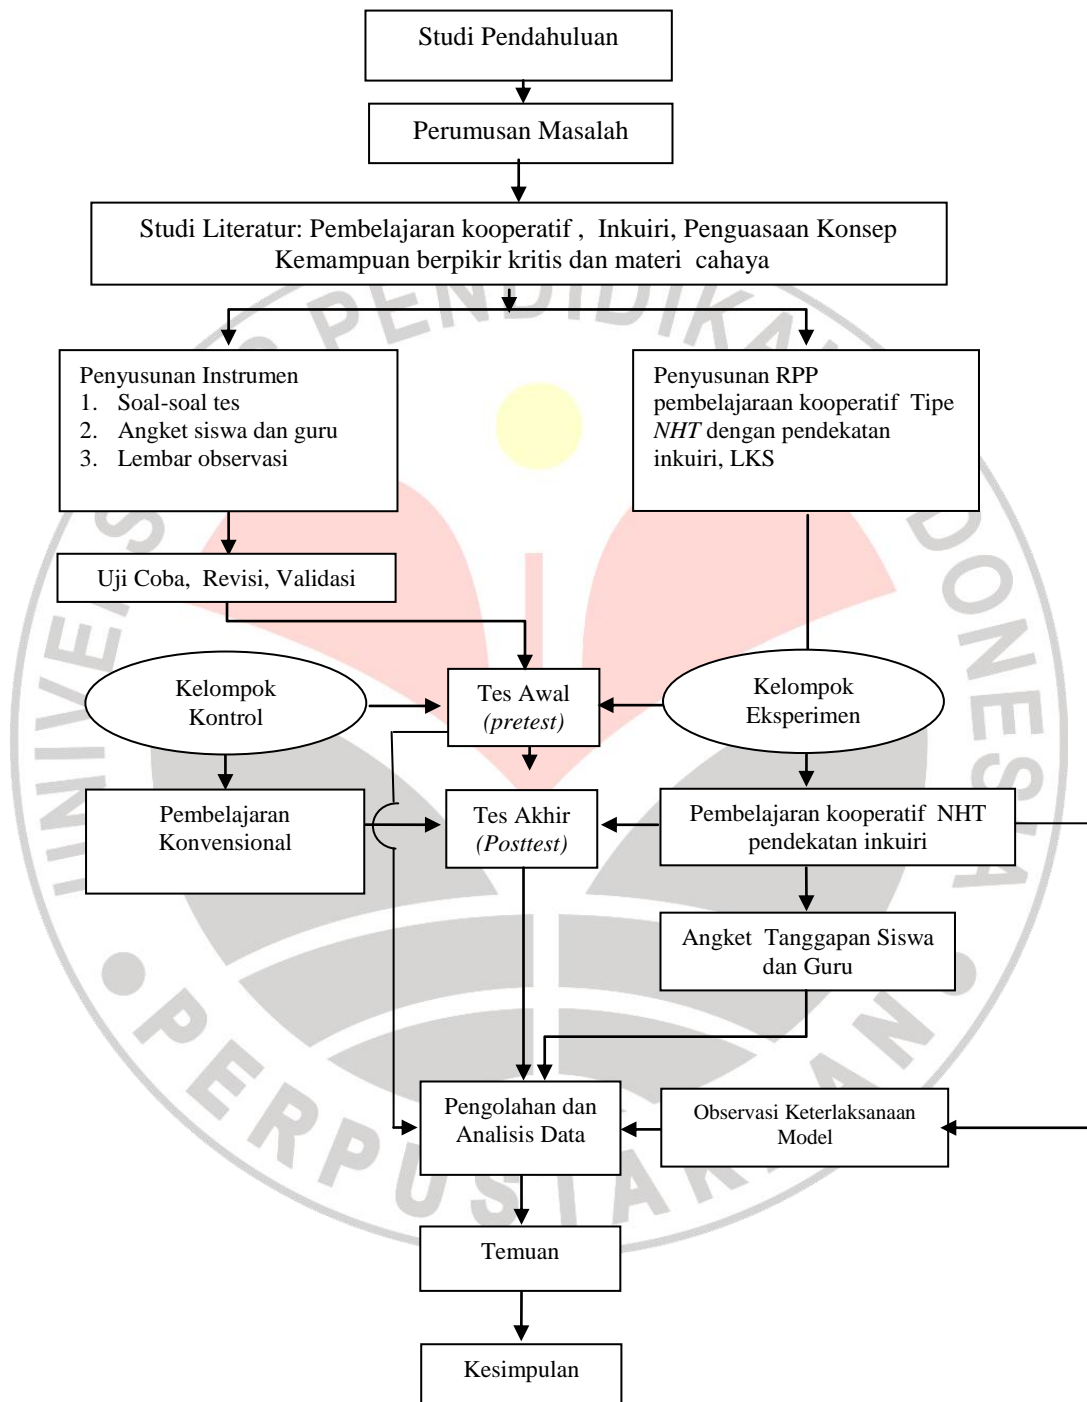 Studi Pendahuluan
Perumusan Masalah
Studi Literatur: Pembelajaran kooperatif , Inkuiri, Penguasaan Konsep
Kemampuan berpikir kritis dan materi cahaya
Penyusunan Instrumen
1. Soal-soal tes
2. Angket siswa dan guru
3. Lembar observasi
Penyusunan RPP
pembelajaraan kooperatif Tipe
NHT dengan pendekatan
inkuiri, LKS
Uji Coba, Revisi, Validasi
Kelompok
Kontrol
Tes Awal
(pretest)
Kelompok
Eksperimen
Pembelajaran
Konvensional
Tes Akhir
(Posttest)
Pembelajaran kooperatif NHT
pendekatan inkuiri
Angket Tanggapan Siswa
dan Guru
Pengolahan dan
Analisis Data
Observasi Keterlaksanaan
Model
Temuan
Kesimpulan
PERPUSTAKAAN